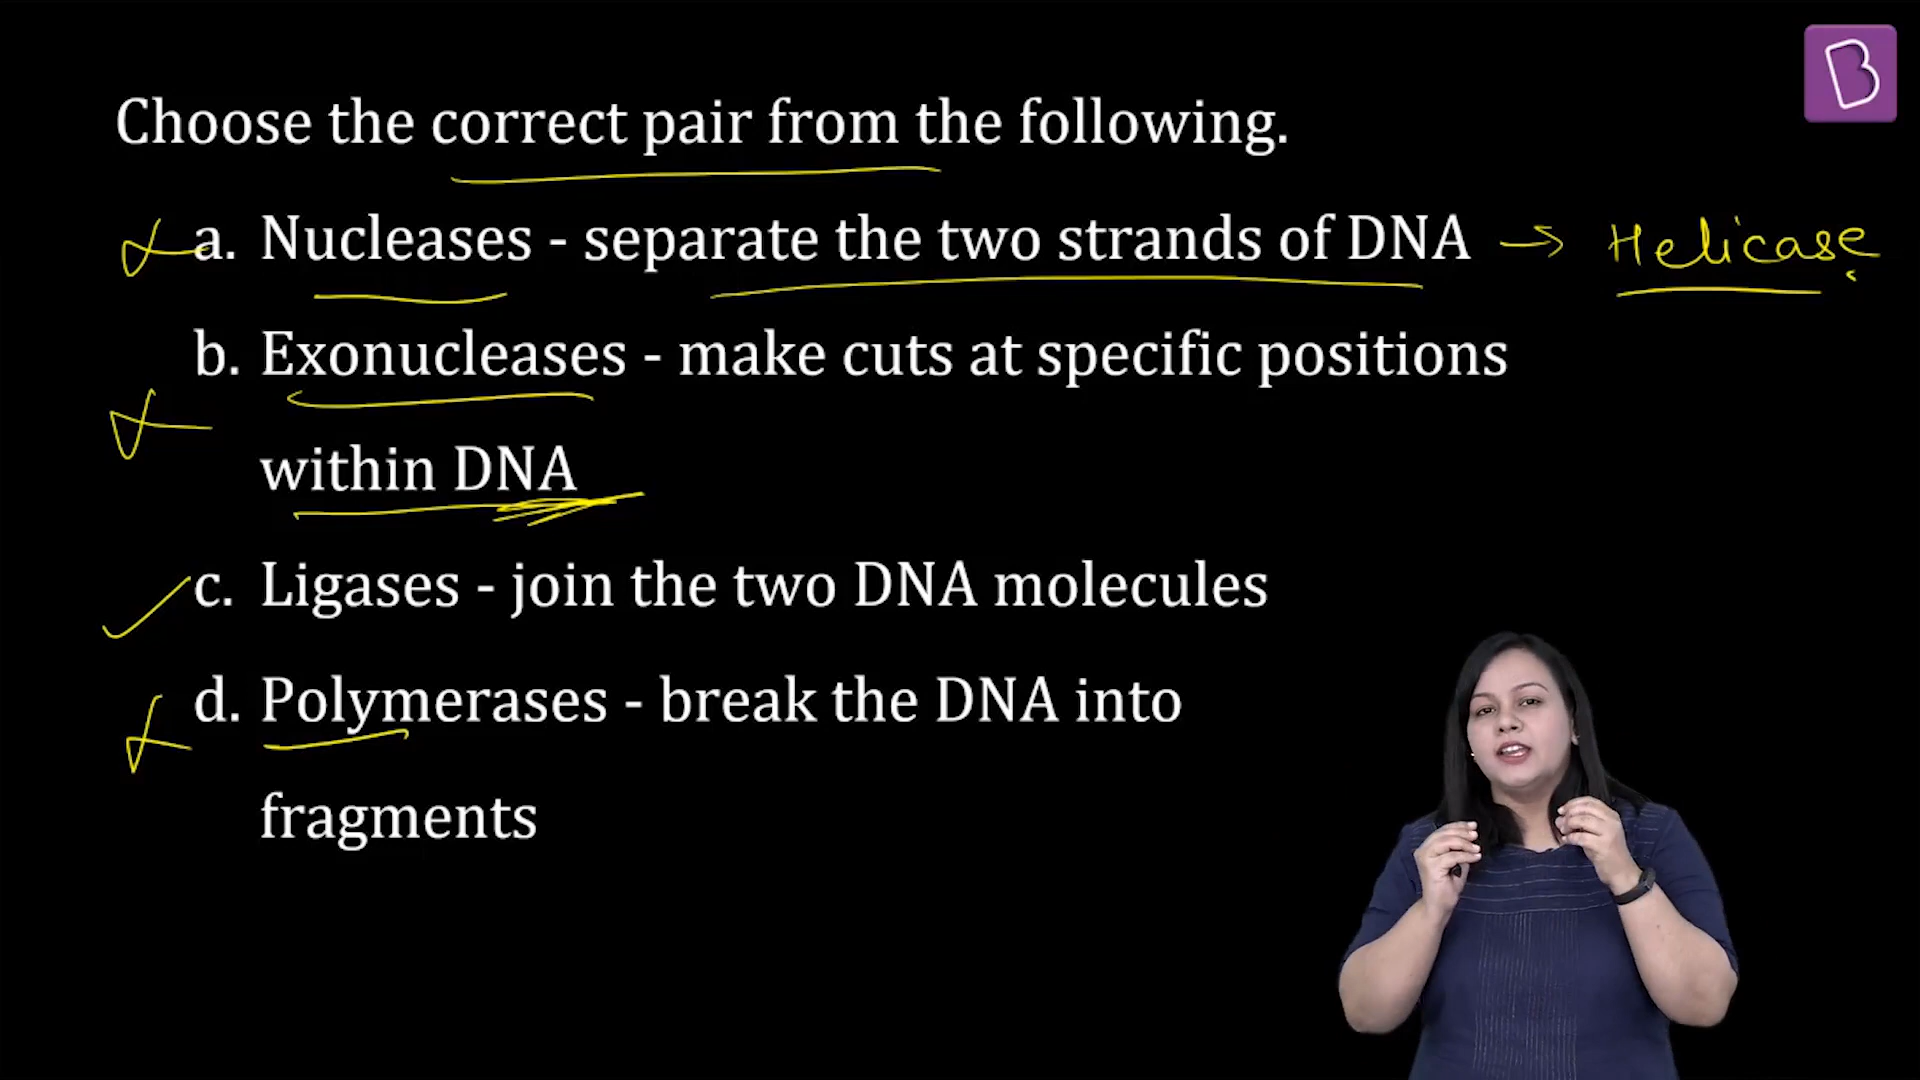 Choose the correct pair from the following.
a. Nucleases - separate the two strands of DNA → Helicase
b. Exonucleases - make cuts at specific positions
within DNA
c. Ligases - join the two DNA molecules
d. Polymerases - break the DNA into
fragments